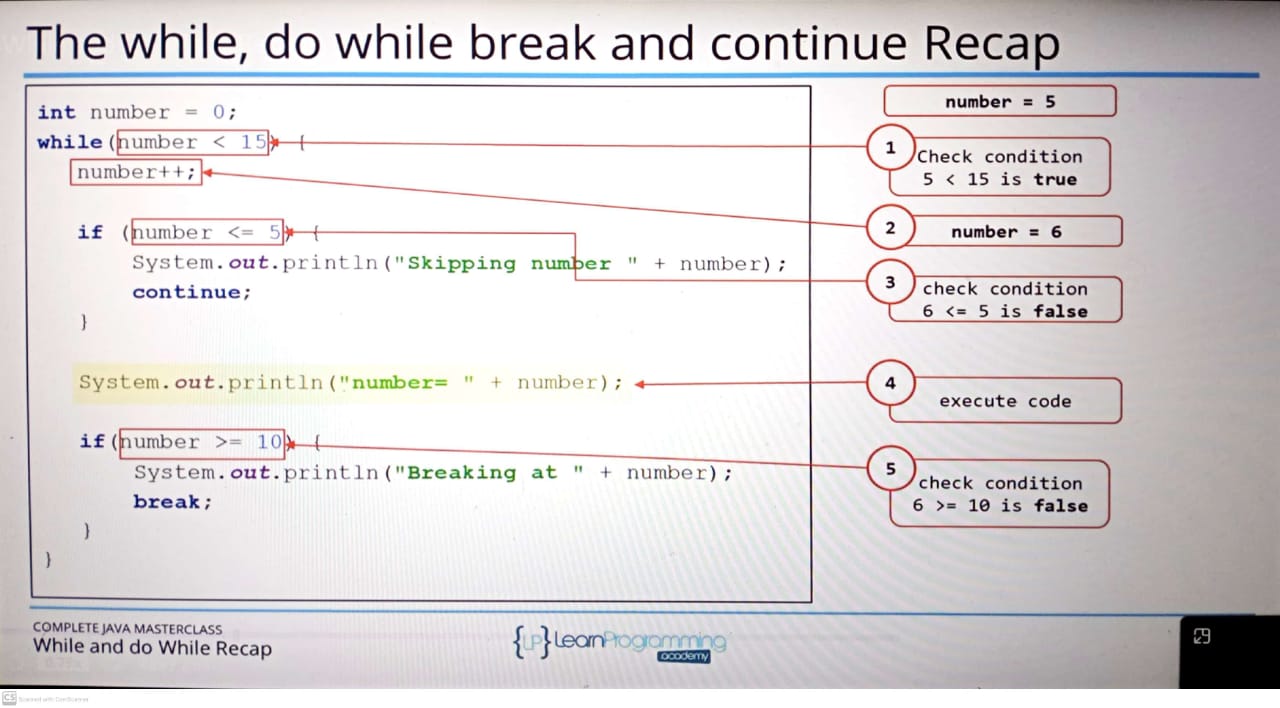 The while, do while break and continue Recap
int number = 0;
while(number < 15) {
number++;
if (number <= 5) {
System.out.println("Skipping number " + number);
continue;
}
System.out.println("number= " + number);
if(number >= 10) {
System.out.println("Breaking at " + number);
break;
}
}
number = 5
1
Check condition
5 < 15 is true
2
number = 6
3
check condition
6 <= 5 is false
4
execute code
5
check condition
6 >= 10 is false
COMPLETE JAVA MASTERCLASS
While and do While Recap
{LP} LearnProgramming
academy
CS Scanned with CamScanner